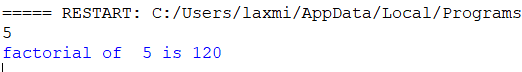 ===== RESTART: C:/Users/laxmi/AppData/Local/Programs
5
factorial of  5 is 120